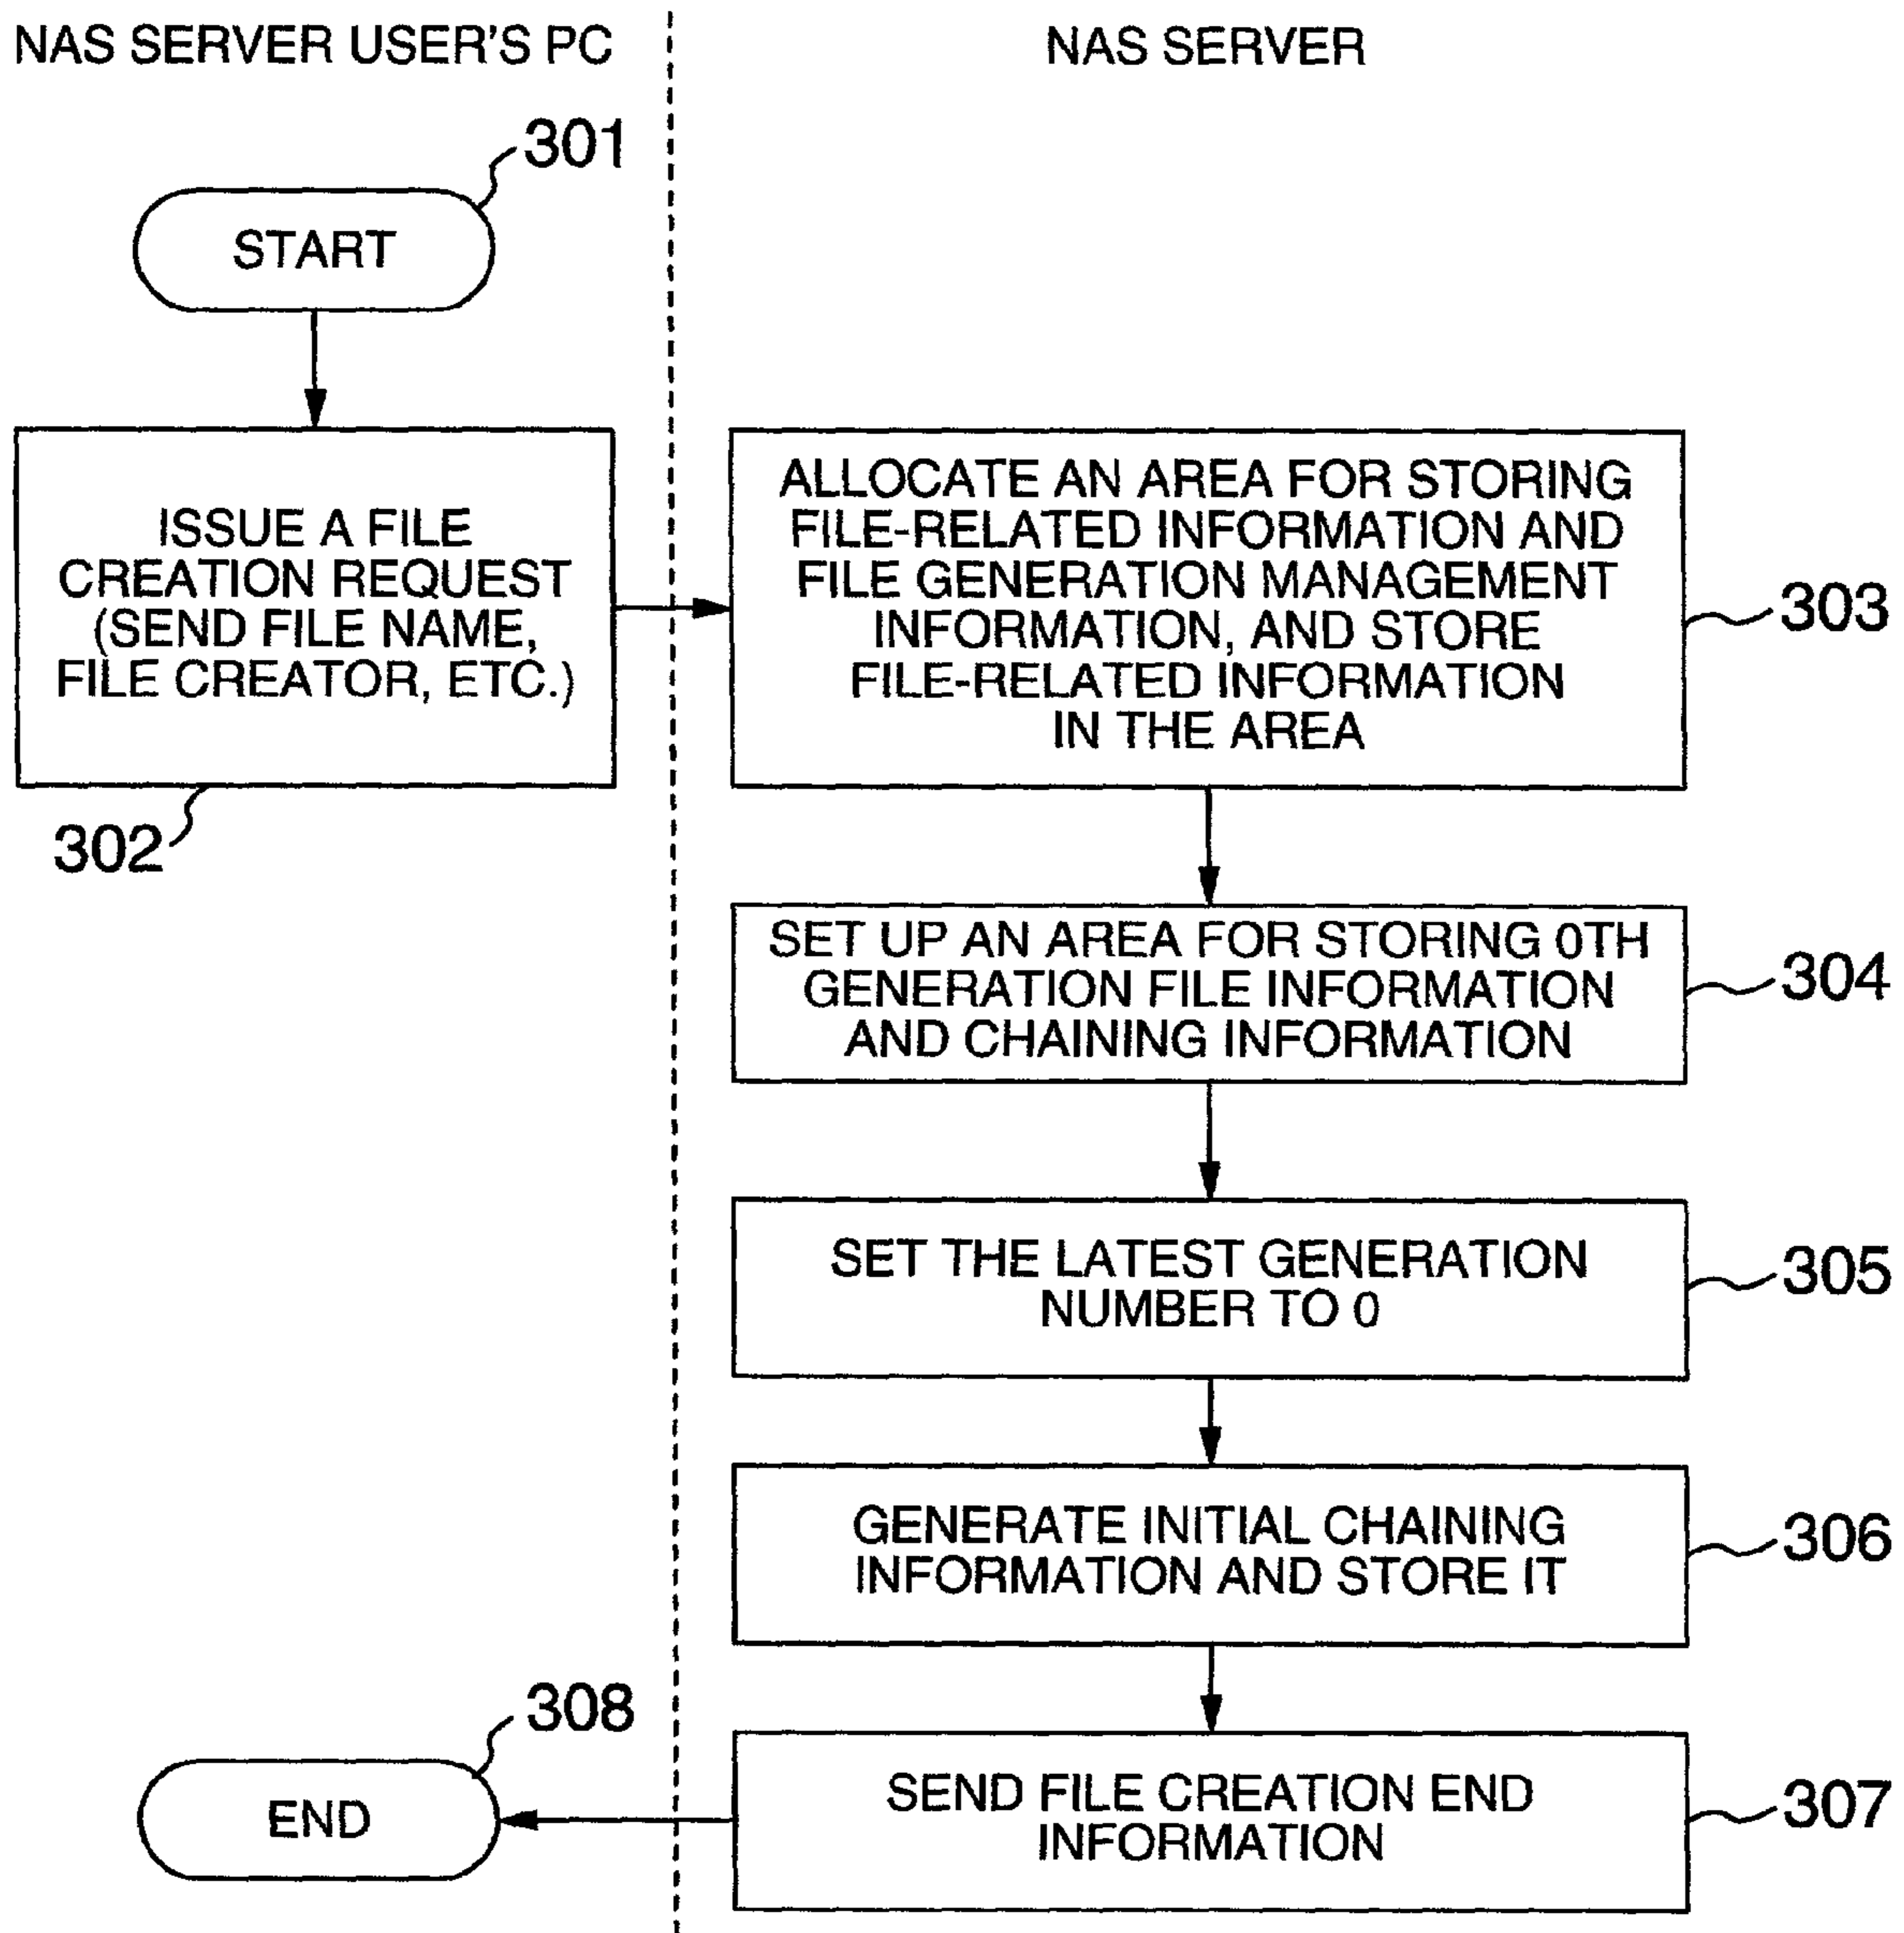 NAS SERVER USER'S PC
NAS SERVER
301
START
ISSUE A FILE
CREATION REQUEST
(SEND FILE NAME,
FILE CREATOR, ETC.)
302
ALLOCATE AN AREA FOR STORING
FILE-RELATED INFORMATION AND
FILE GENERATION MANAGEMENT
INFORMATION, AND STORE
FILE-RELATED INFORMATION
IN THE AREA
303
SET UP AN AREA FOR STORING 0TH
GENERATION FILE INFORMATION
AND CHAINING INFORMATION
304
SET THE LATEST GENERATION
NUMBER TO 0
305
GENERATE INITIAL CHAINING
INFORMATION AND STORE IT
306
SEND FILE CREATION END
INFORMATION
307
308
END